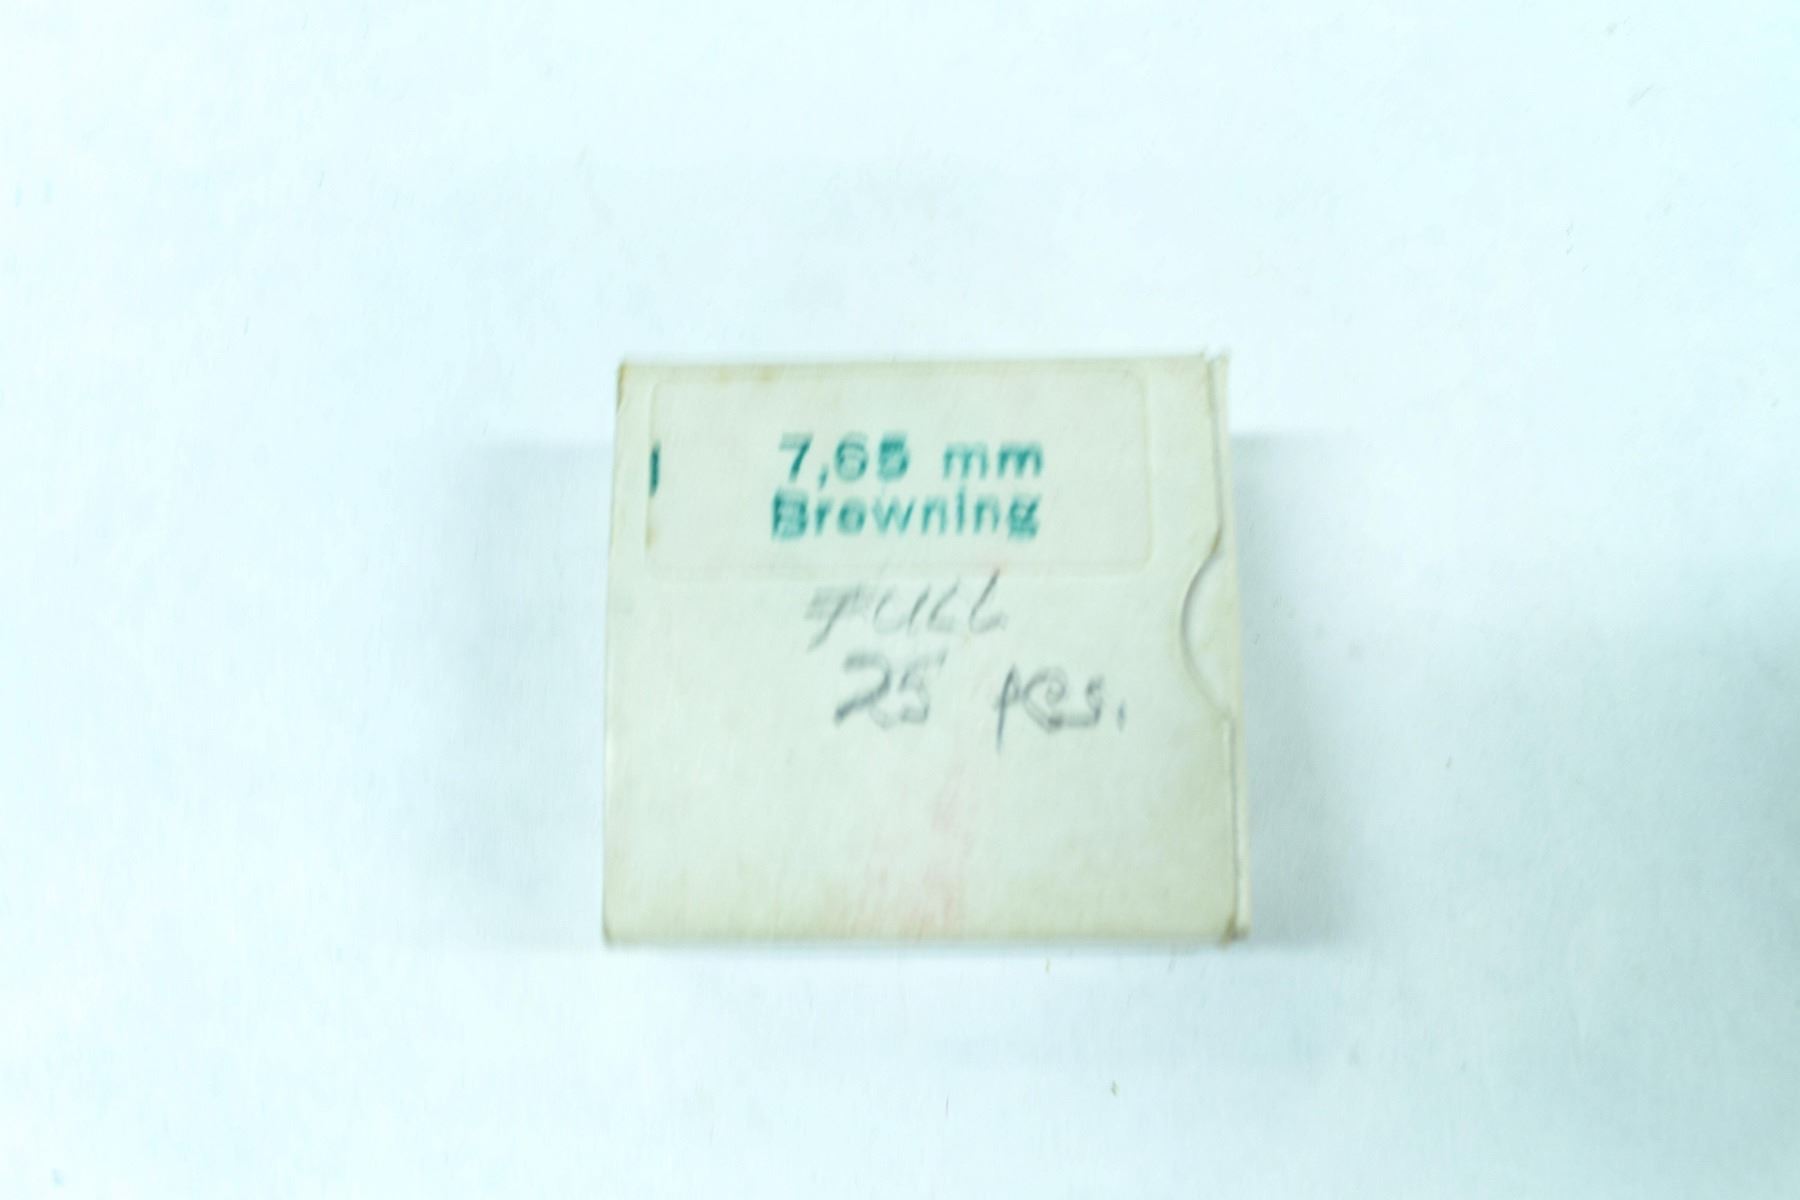 7,65 mm
Browning
FULL
25 pcs.